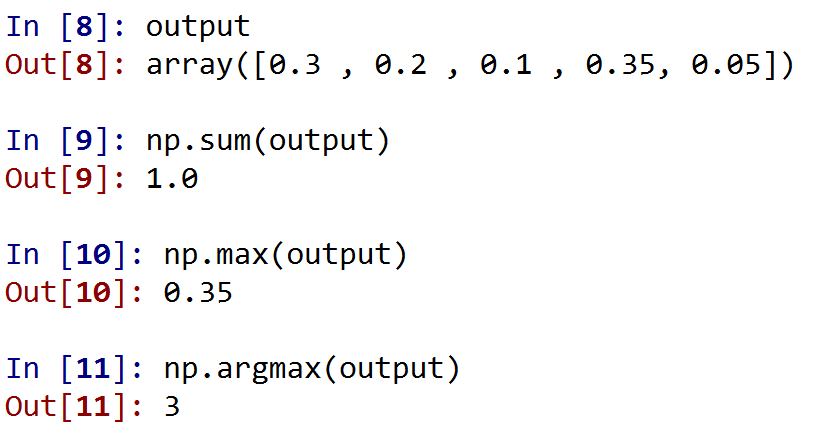 In [8]: output
Out[8]: array([0.3 , 0.2 , 0.1 , 0.35, 0.05])
In [9]: np.sum(output)
Out[9]: 1.0
In [10]: np.max(output)
Out[10]: 0.35
In [11]: np.argmax(output)
Out[11]: 3